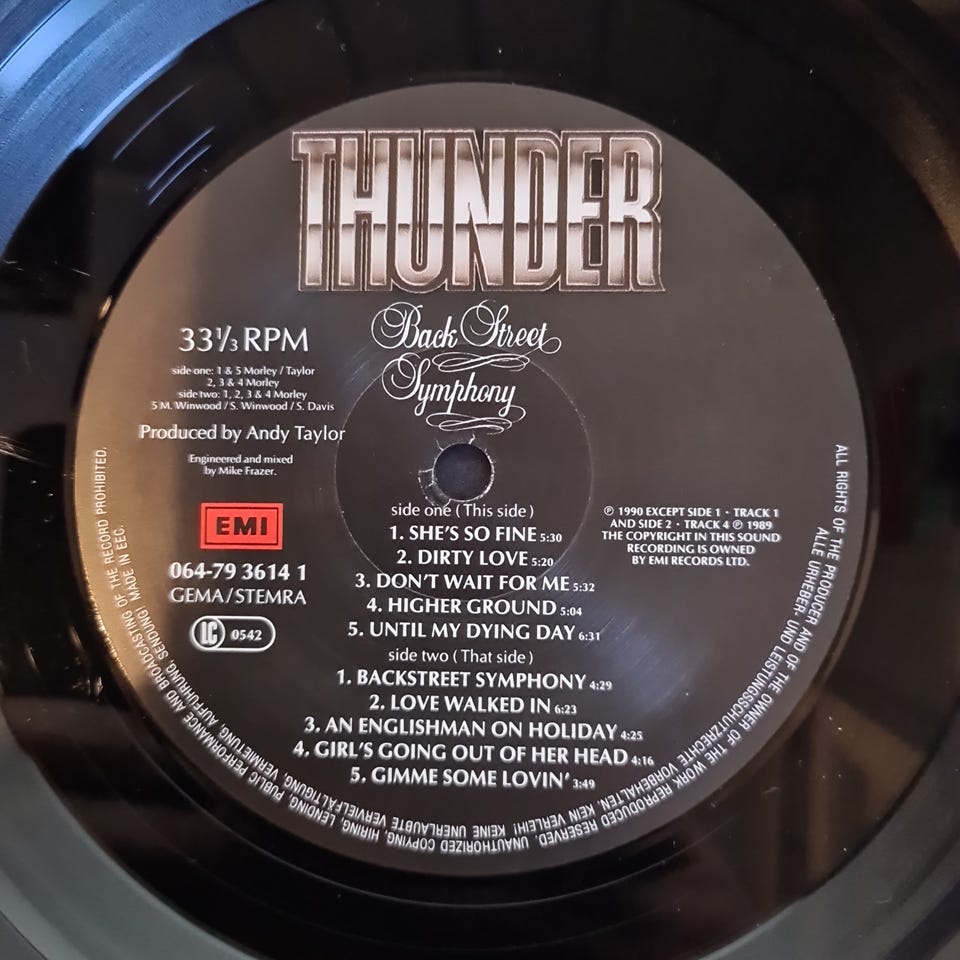 THUNDER
Back Street
Symphony
33⅓ RPM
side one: 1 & 5 Morley / Taylor
2, 3 & 4 Morley
side two: 1, 2, 3 & 4 Morley
5 M. Winwood / S. Winwood / S. Davis
Produced by Andy Taylor
Engineered and mixed
by Mike Frazer.
EMI
064-79 3614 1
GEMA/STEMRA
LC 0542
side one ( This side )
1. SHE'S SO FINE 5:30
2. DIRTY LOVE 5:20
3. DON'T WAIT FOR ME 5:32
4. HIGHER GROUND 5:04
5. UNTIL MY DYING DAY 6:31
side two ( That side )
1. BACKSTREET SYMPHONY 4:29
2. LOVE WALKED IN 6:23
3. AN ENGLISHMAN ON HOLIDAY 4:25
4. GIRL'S GOING OUT OF HER HEAD 4:16
5. GIMME SOME LOVIN' 3:49
℗ 1990 EXCEPT SIDE 1 · TRACK 1
AND SIDE 2 · TRACK 4 ℗ 1989
THE COPYRIGHT IN THIS SOUND
RECORDING IS OWNED
BY EMI RECORDS LTD.
ALL RIGHTS OF THE PRODUCER AND OF THE OWNER OF THE WORK REPRODUCED RESERVED. UNAUTHORIZED COPYING, HIRING, LENDING, PUBLIC PERFORMANCE AND BROADCASTING OF THE RECORD PROHIBITED.
ALLE URHEBER- UND LEISTUNGSSCHUTZRECHTE VORBEHALTEN. KEIN VERLEIH! KEINE UNERLAUBTE VERVIELFÄLTIGUNG, VERMIETUNG, AUFFÜHRUNG, SENDUNG! MADE IN EEC.